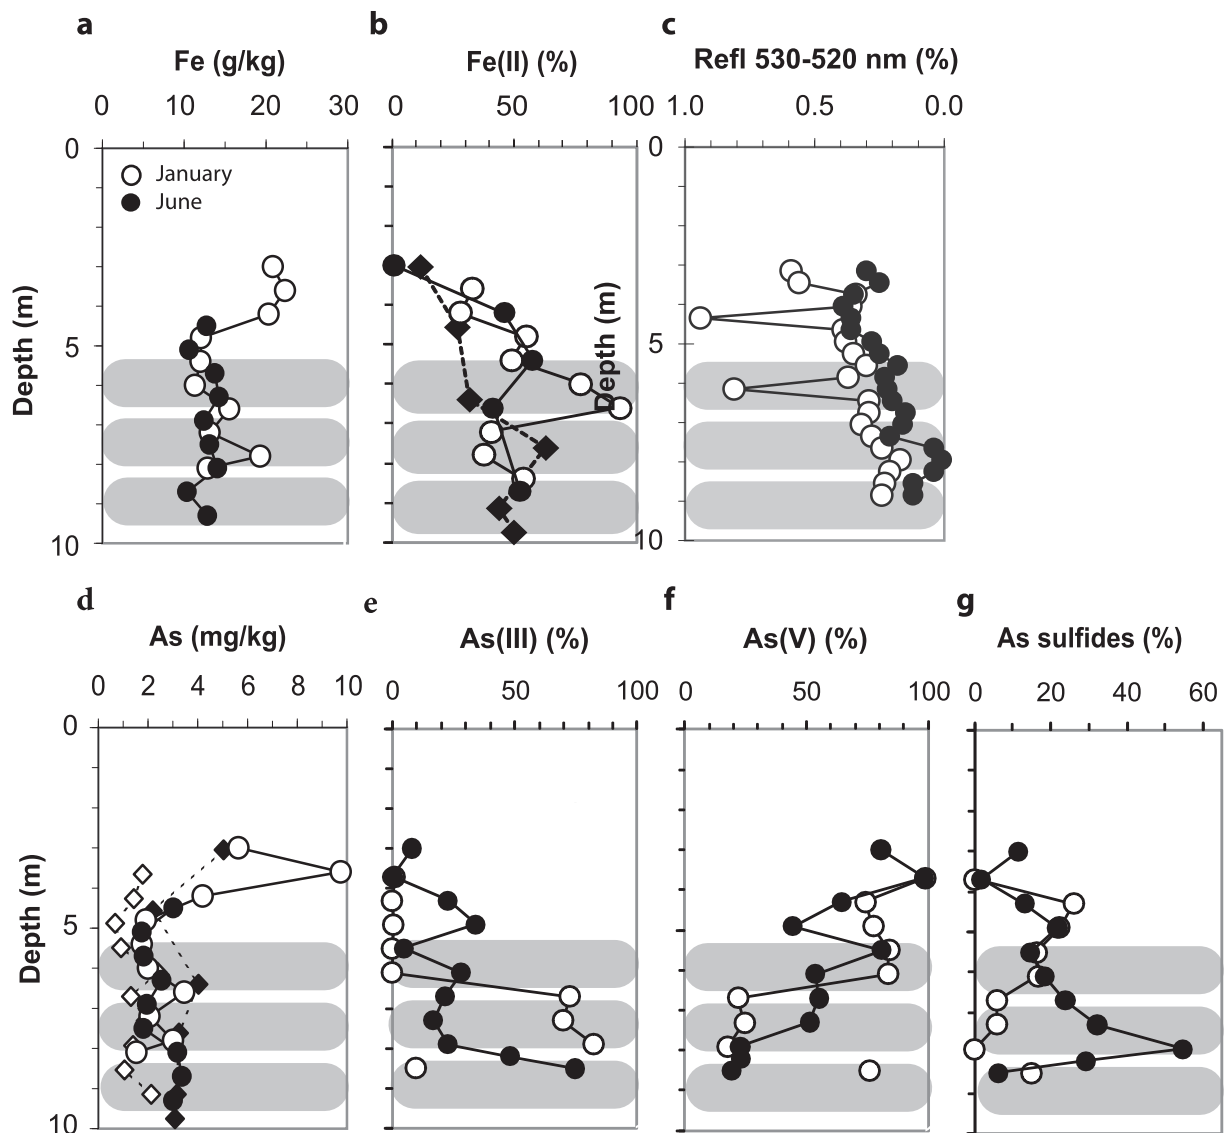 a
b
c
Fe (g/kg)
Fe(II) (%)
Refl 530-520 nm (%)
0 10 20 30
0 50 100
1.0 0.5 0.0
0
0
January
June
Depth (m)
Depth (m)
5
5
10
10
d
e
f
g
As (mg/kg)
As(III) (%)
As(V) (%)
As sulfides (%)
0 2 4 6 8 10
0 50 100
0 50 100
0 20 40 60
0
Depth (m)
5
10